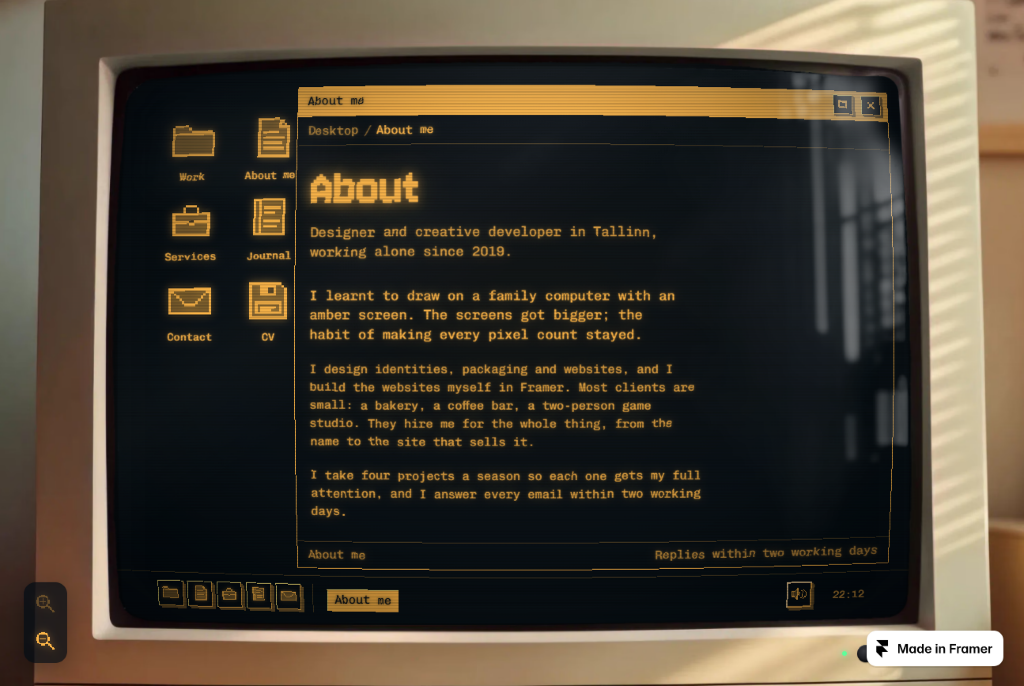 About me
Desktop / About me
Work
About me
Services
Journal
Contact
CV
About
Designer and creative developer in Tallinn,
working alone since 2019.
I learnt to draw on a family computer with an
amber screen. The screens got bigger; the
habit of making every pixel count stayed.
I design identities, packaging and websites, and I
build the websites myself in Framer. Most clients are
small: a bakery, a coffee bar, a two-person game
studio. They hire me for the whole thing, from the
name to the site that sells it.
I take four projects a season so each one gets my full
attention, and I answer every email within two working
days.
About me
Replies within two working days
About me
22:12
Made in Framer